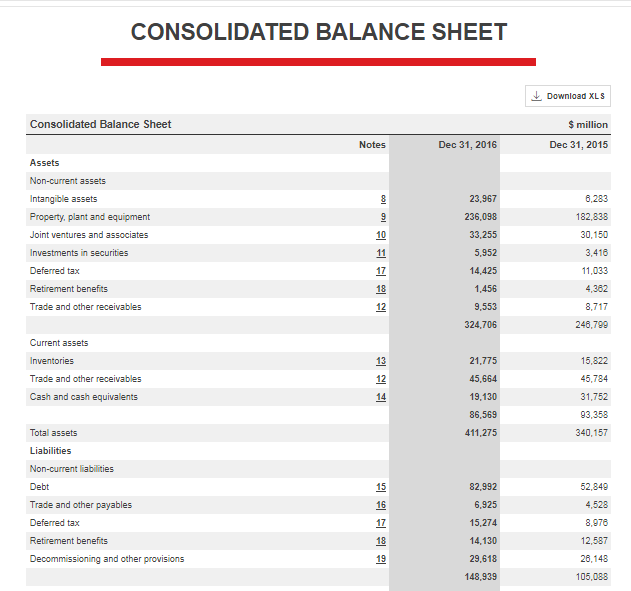 CONSOLIDATED BALANCE SHEET
Download XLS
Consolidated Balance Sheet $ million
Notes Dec 31, 2016 Dec 31, 2015
Assets
Non-current assets
Intangible assets 8 23,967 6,283
Property, plant and equipment 9 236,098 182,838
Joint ventures and associates 10 33,255 30,150
Investments in securities 11 5,952 3,416
Deferred tax 17 14,425 11,033
Retirement benefits 18 1,456 4,362
Trade and other receivables 12 9,553 8,717
324,706 246,799
Current assets
Inventories 13 21,775 15,822
Trade and other receivables 12 45,664 45,784
Cash and cash equivalents 14 19,130 31,752
86,569 93,358
Total assets 411,275 340,157
Liabilities
Non-current liabilities
Debt 15 82,992 52,849
Trade and other payables 16 6,925 4,528
Deferred tax 17 15,274 8,976
Retirement benefits 18 14,130 12,587
Decommissioning and other provisions 19 29,618 26,148
148,939 105,088